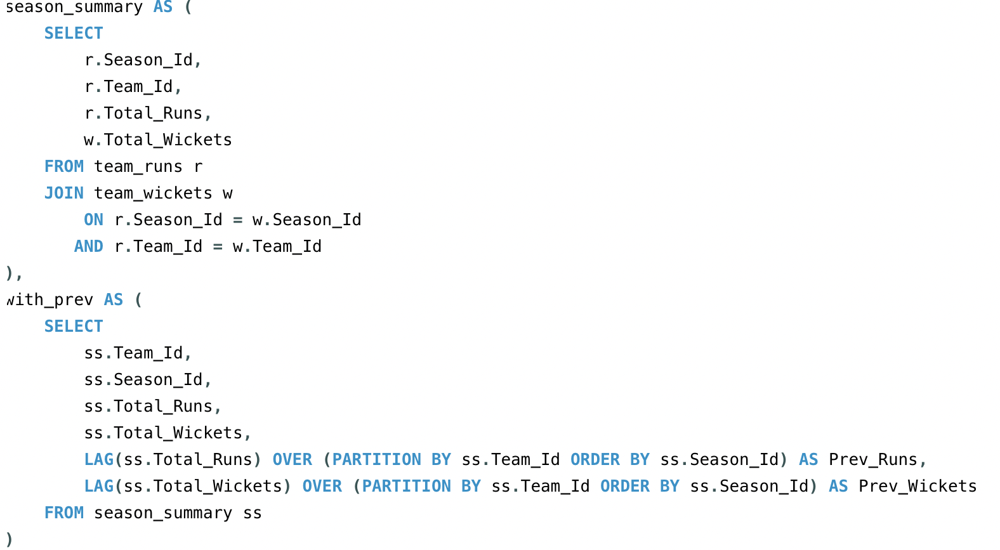 season_summary AS (
    SELECT
        r.Season_Id,
        r.Team_Id,
        r.Total_Runs,
        w.Total_Wickets
    FROM team_runs r
    JOIN team_wickets w
        ON r.Season_Id = w.Season_Id
       AND r.Team_Id = w.Team_Id
),
with_prev AS (
    SELECT
        ss.Team_Id,
        ss.Season_Id,
        ss.Total_Runs,
        ss.Total_Wickets,
        LAG(ss.Total_Runs) OVER (PARTITION BY ss.Team_Id ORDER BY ss.Season_Id) AS Prev_Runs,
        LAG(ss.Total_Wickets) OVER (PARTITION BY ss.Team_Id ORDER BY ss.Season_Id) AS Prev_Wickets
    FROM season_summary ss
)